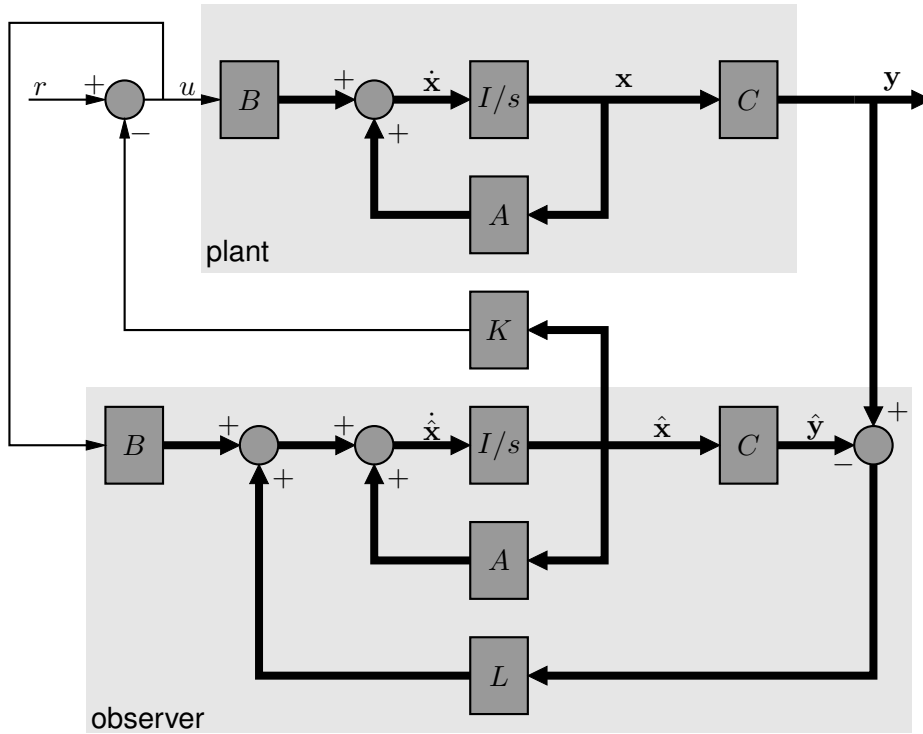 r
+
−
u
B
+
+
ẋ
I/s
x
C
y
A
plant
K
B
+
+
+
+
x̂̇
I/s
x̂
C
ŷ
+
−
A
L
observer